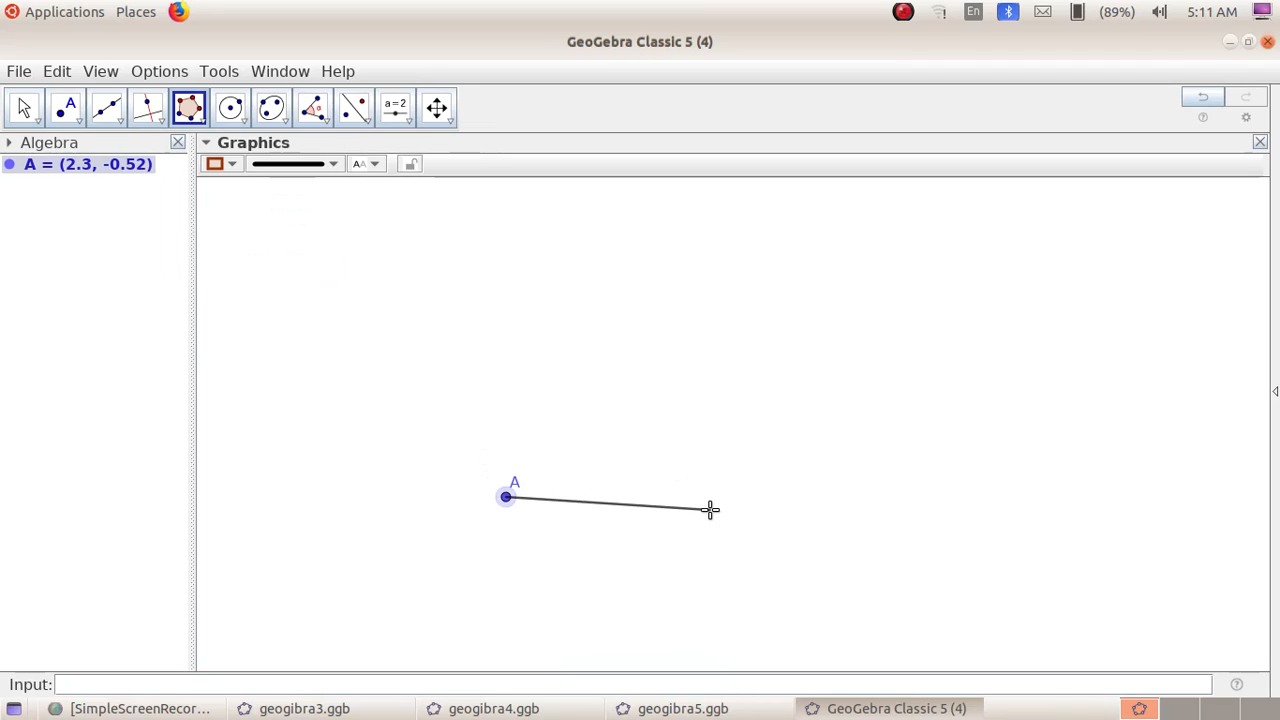 Applications Places En (89%) 5:11 AM
GeoGebra Classic 5 (4)
File Edit View Options Tools Window Help
A α a=2
Algebra Graphics
A = (2.3, -0.52) AA
A
Input:
[SimpleScreenRecor... geogibra3.ggb geogibra4.ggb geogibra5.ggb GeoGebra Classic 5 (4)